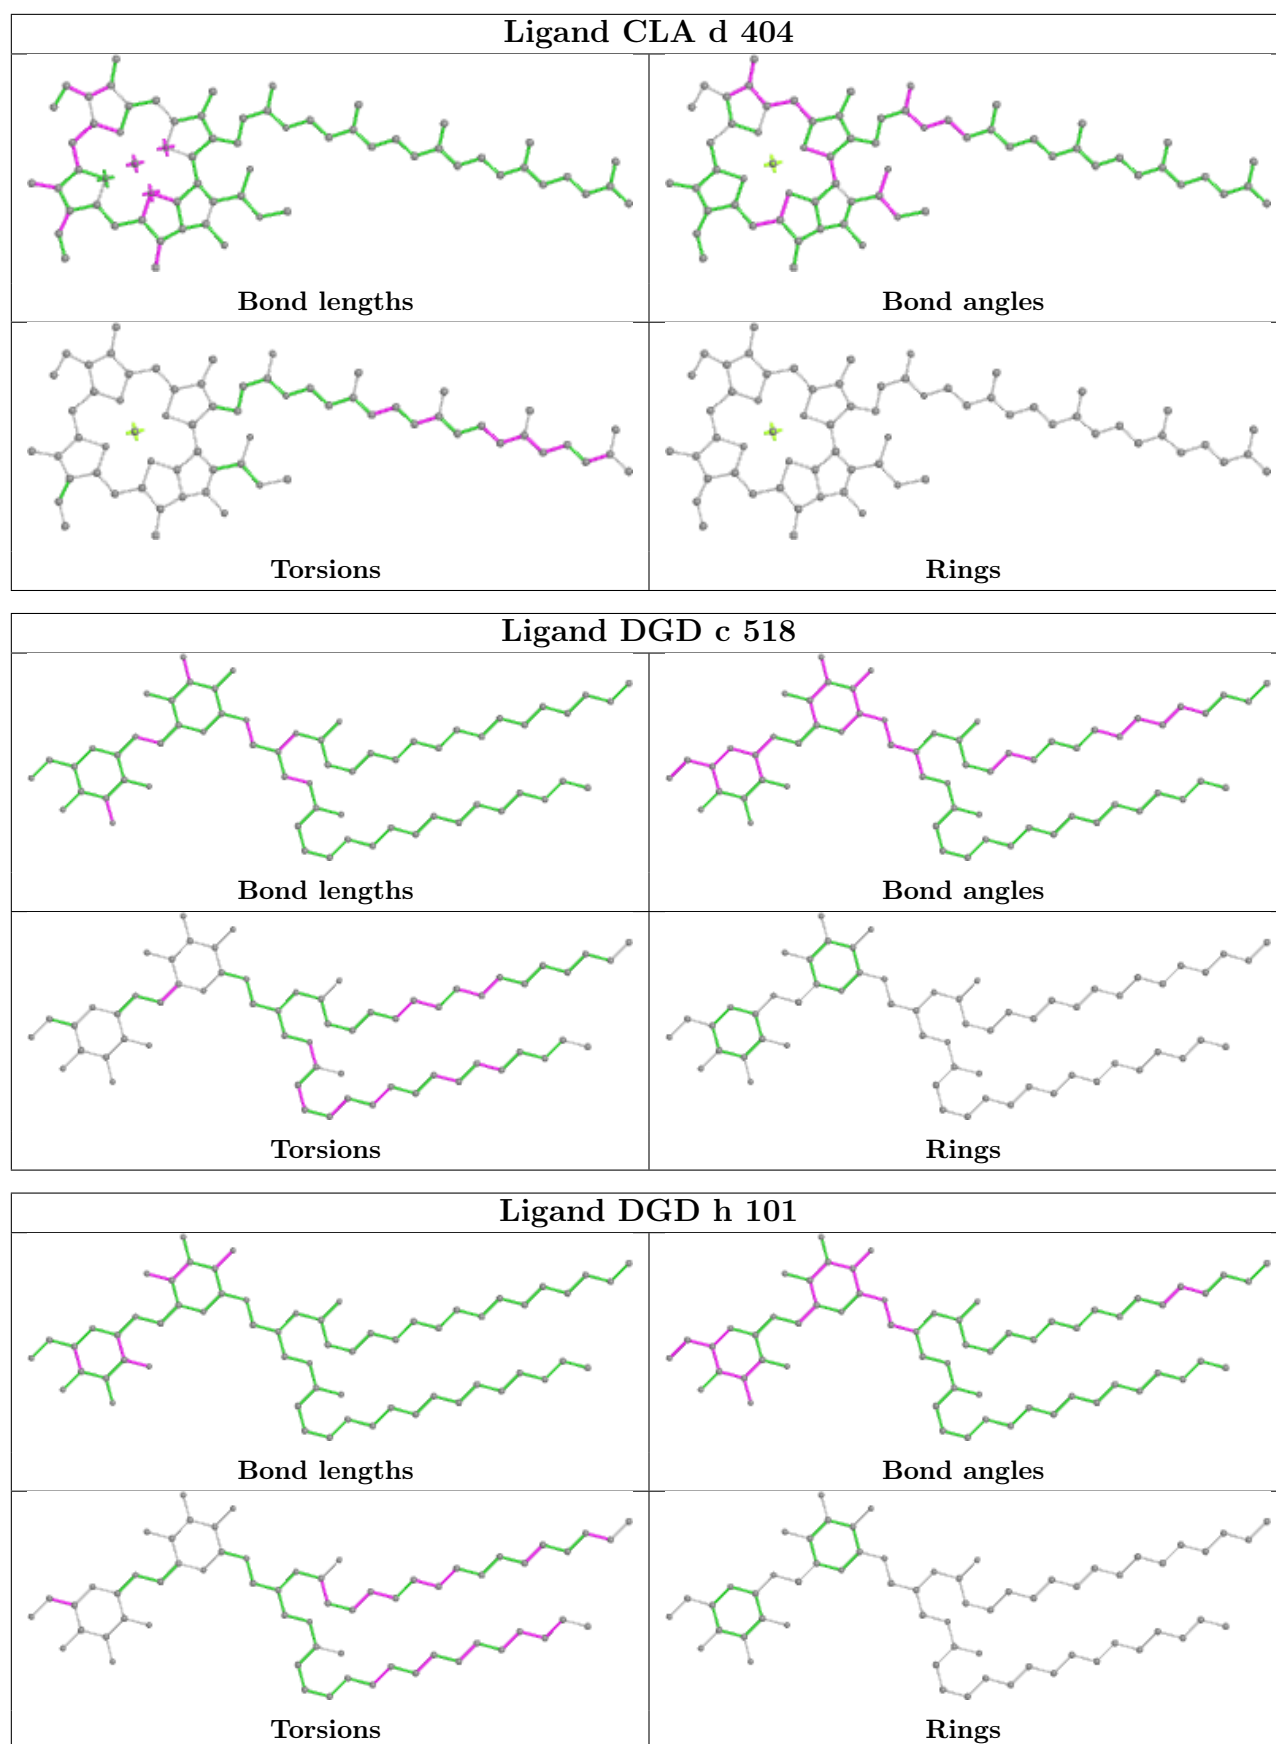 Ligand CLA d 404
Bond lengths
Bond angles
Torsions
Rings
Ligand DGD c 518
Bond lengths
Bond angles
Torsions
Rings
Ligand DGD h 101
Bond lengths
Bond angles
Torsions
Rings